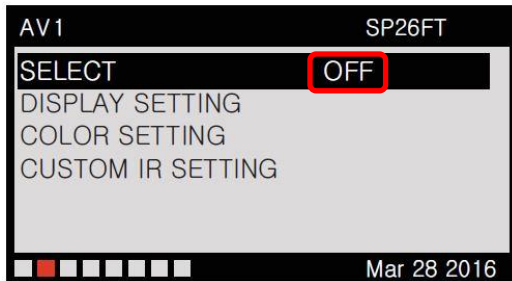 AV1 SP26FT
SELECT OFF
DISPLAY SETTING
COLOR SETTING
CUSTOM IR SETTING
Mar 28 2016